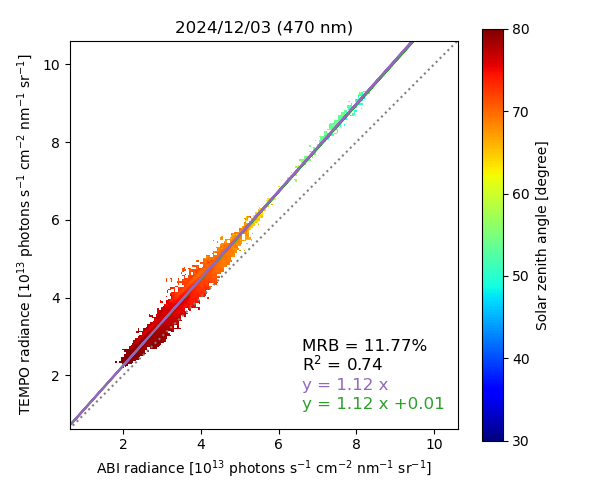 2024/12/03 (470 nm)
TEMPO radiance [10¹³ photons s⁻¹ cm⁻² nm⁻¹ sr⁻¹]
10
8
6
4
2
MRB = 11.77%
R² = 0.74
y = 1.12 x
y = 1.12 x +0.01
2 4 6 8 10
ABI radiance [10¹³ photons s⁻¹ cm⁻² nm⁻¹ sr⁻¹]
80
70
60
50
40
30
Solar zenith angle [degree]